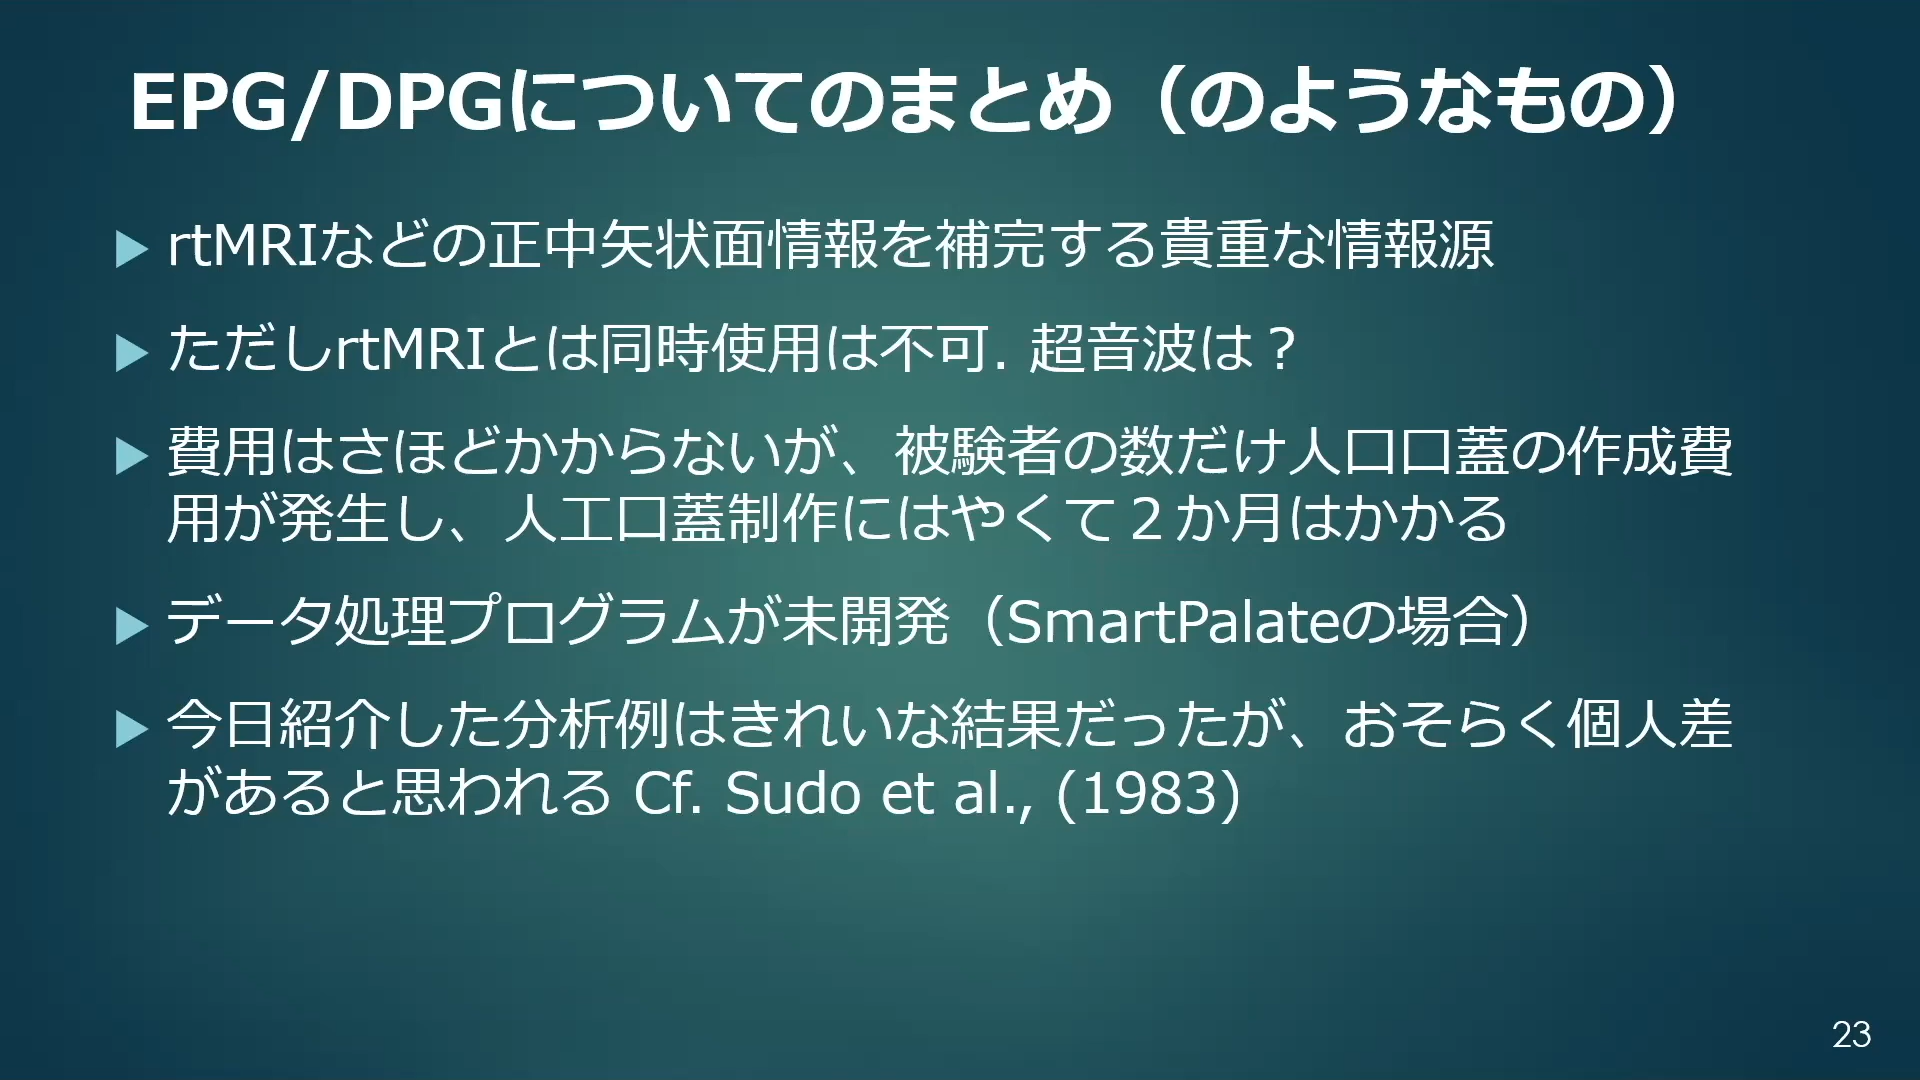 EPG/DPGについてのまとめ（のようなもの）
▶ rtMRIなどの正中矢状面情報を補完する貴重な情報源
▶ ただしrtMRIとは同時使用は不可. 超音波は？
▶ 費用はさほどかからないが、被験者の数だけ人口口蓋の作成費
用が発生し、人工口蓋制作にはやくて２か月はかかる
▶ データ処理プログラムが未開発（SmartPalateの場合）
▶ 今日紹介した分析例はきれいな結果だったが、おそらく個人差
があると思われる Cf. Sudo et al., (1983)
23